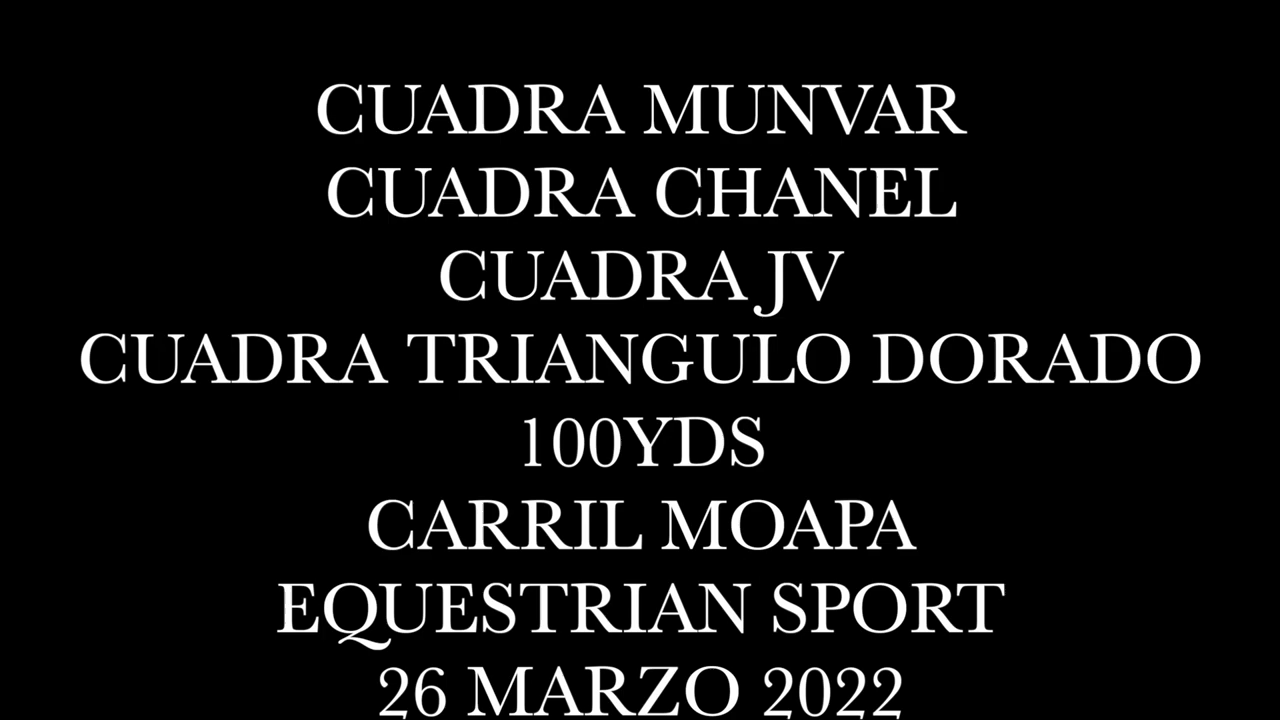 CUADRA MUNVAR
CUADRA CHANEL
CUADRA JV
CUADRA TRIANGULO DORADO
100YDS
CARRIL MOAPA
EQUESTRIAN SPORT
26 MARZO 2022